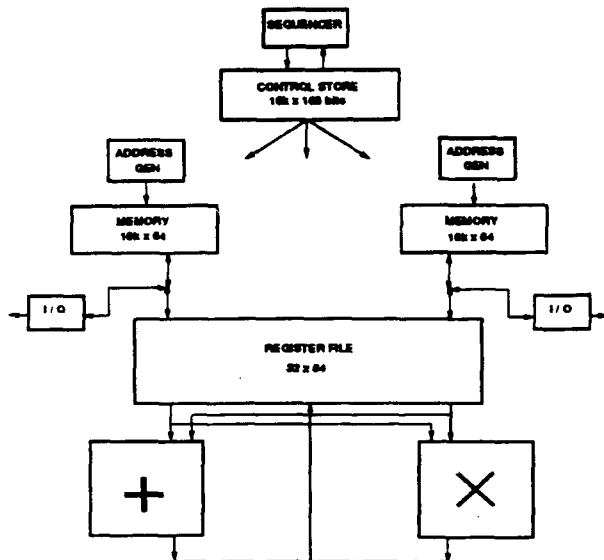 SEQUENCER
CONTROL STORE
16k x 168 bits
ADDRESS
GEN
ADDRESS
GEN
MEMORY
16k x 64
MEMORY
16k x 64
I / O
I / O
REGISTER FILE
32 x 64
+
×